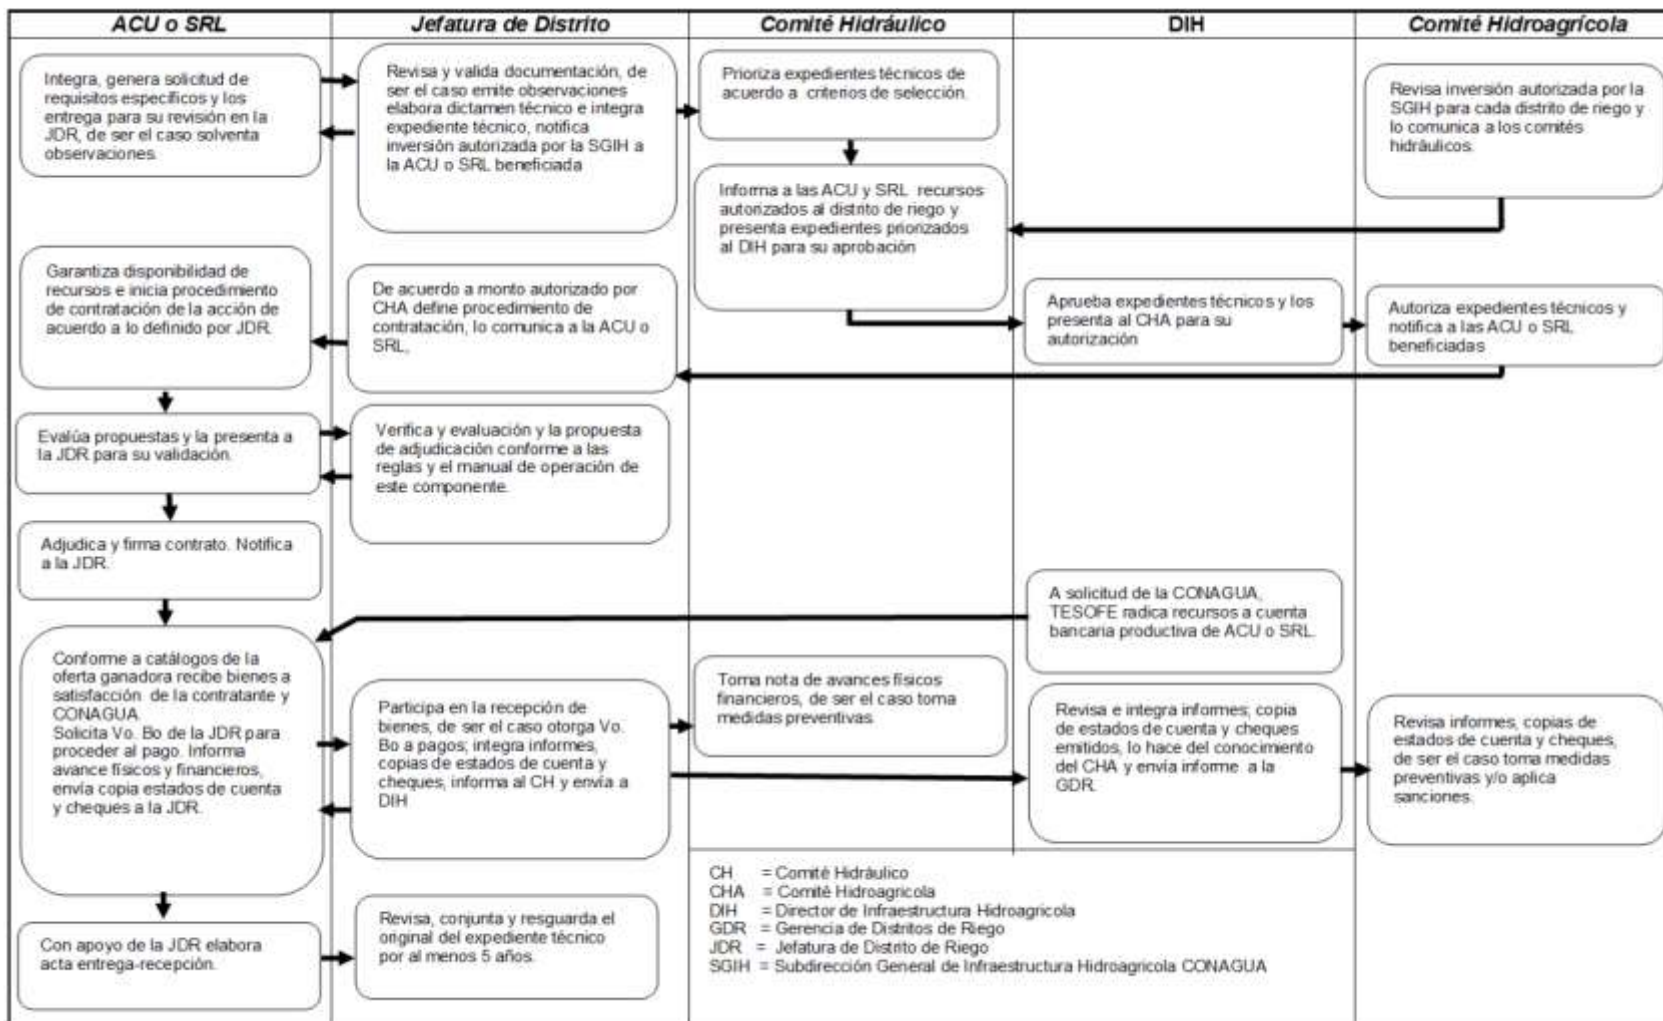 ACU o SRL
Jefatura de Distrito
Comité Hidráulico
DIH
Comité Hidroagrícola
Integra, genera solicitud de
requisitos específicos y los
entrega para su revisión en la
JDR, de ser el caso solventa
observaciones.
Revisa y valida documentación, de
ser el caso emite observaciones
elabora dictamen técnico e integra
expediente técnico, notifica
inversión autorizada por la SGIH a
la ACU o SRL beneficiada
Prioriza expedientes técnicos de
acuerdo a criterios de selección.
Revisa inversión autorizada por la
SGIH para cada distrito de riego y
lo comunica a los comités
hidráulicos.
Informa a las ACU y SRL recursos
autorizados al distrito de riego y
presenta expedientes priorizados
al DIH para su aprobación
Garantiza disponibilidad de
recursos e inicia procedimiento
de contratación de la acción de
acuerdo a lo definido por JDR.
De acuerdo a monto autorizado por
CHA define procedimiento de
contratación, lo comunica a la ACU o
SRL,
Aprueba expedientes técnicos y los
presenta al CHA para su
autorización
Autoriza expedientes técnicos y
notifica a las ACU o SRL
beneficiadas
Evalúa propuestas y la presenta a
la JDR para su validación.
Verifica y evaluación y la propuesta
de adjudicación conforme a las
reglas y el manual de operación de
este componente.
Adjudica y firma contrato. Notifica
a la JDR.
A solicitud de la CONAGUA,
TESOFE radica recursos a cuenta
bancaria productiva de ACU o SRL.
Conforme a catálogos de la
oferta ganadora recibe bienes a
satisfacción de la contratante y
CONAGUA.
Solicita Vo. Bo de la JDR para
proceder al pago. Informa
avance físicos y financieros,
envía copia estados de cuenta
y cheques a la JDR.
Participa en la recepción de
bienes, de ser el caso otorga Vo.
Bo a pagos; integra informes,
copias de estados de cuenta y
cheques, informa al CH y envía a
DIH
Toma nota de avances físicos
financieros, de ser el caso toma
medidas preventivas.
Revisa e integra informes; copia
de estados de cuenta y cheques
emitidos, lo hace del conocimiento
del CHA y envía informe a la
GDR.
Revisa informes, copias de
estados de cuenta y cheques,
de ser el caso toma medidas
preventivas y/o aplica
sanciones.
Con apoyo de la JDR elabora
acta entrega-recepción.
Revisa, conjunta y resguarda el
original del expediente técnico
por al menos 5 años.
CH = Comité Hidráulico
CHA = Comité Hidroagricola
DIH = Director de Infraestructura Hidroagricola
GDR = Gerencia de Distritos de Riego
JDR = Jefatura de Distrito de Riego
SGIH = Subdirección General de Infraestructura Hidroagricola CONAGUA